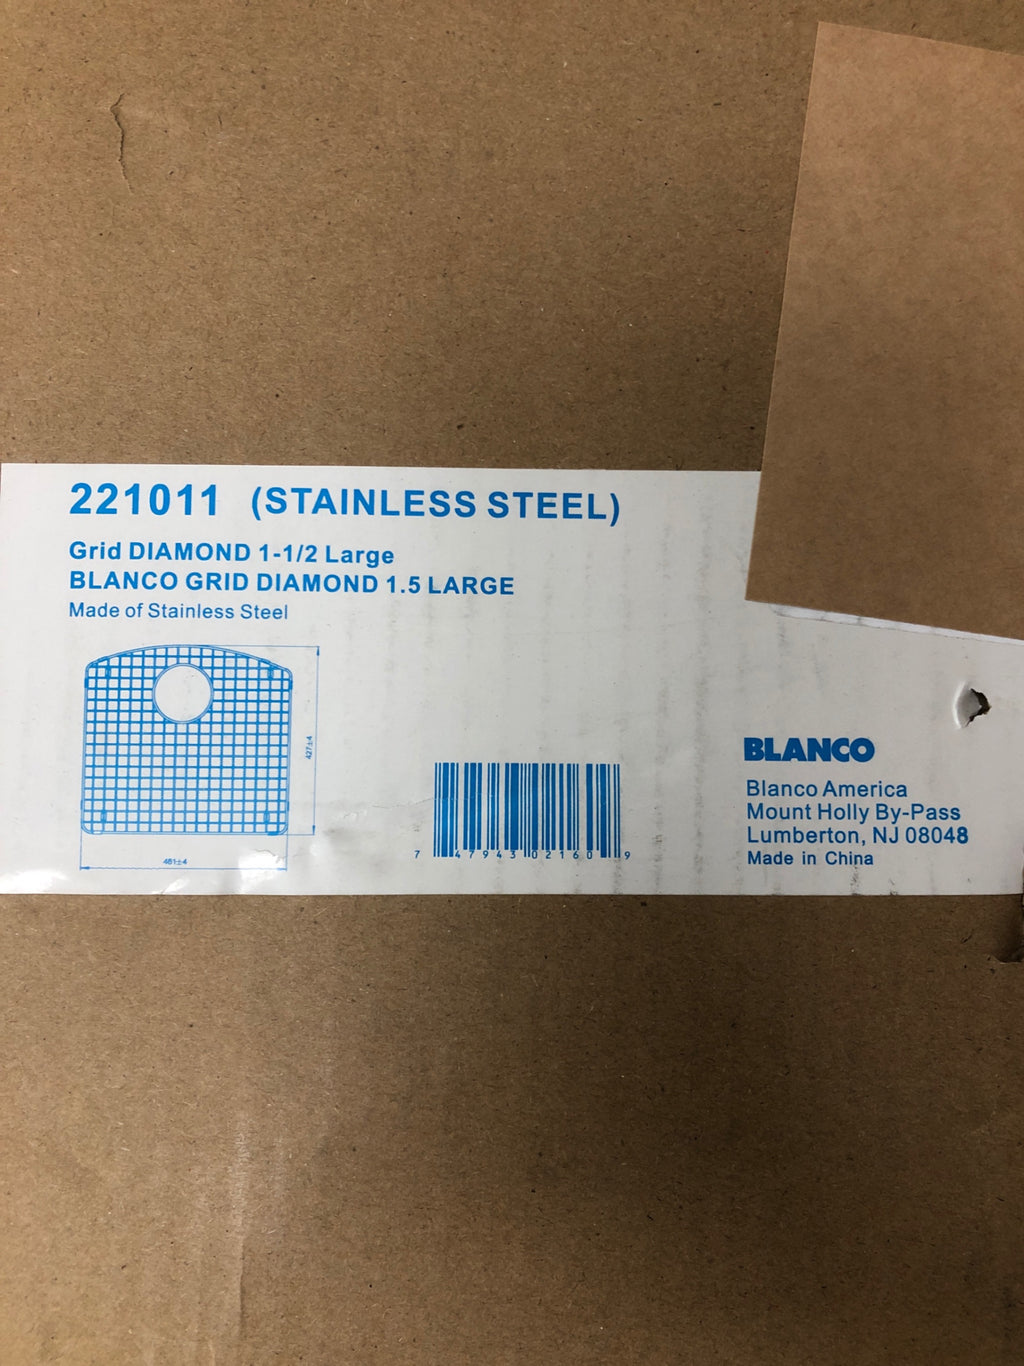 221011 (STAINLESS STEEL)
Grid DIAMOND 1-1/2 Large
BLANCO GRID DIAMOND 1.5 LARGE
Made of Stainless Steel
427±4
461±4
7 47943 02160 9
BLANCO
Blanco America
Mount Holly By-Pass
Lumberton, NJ 08048
Made in China